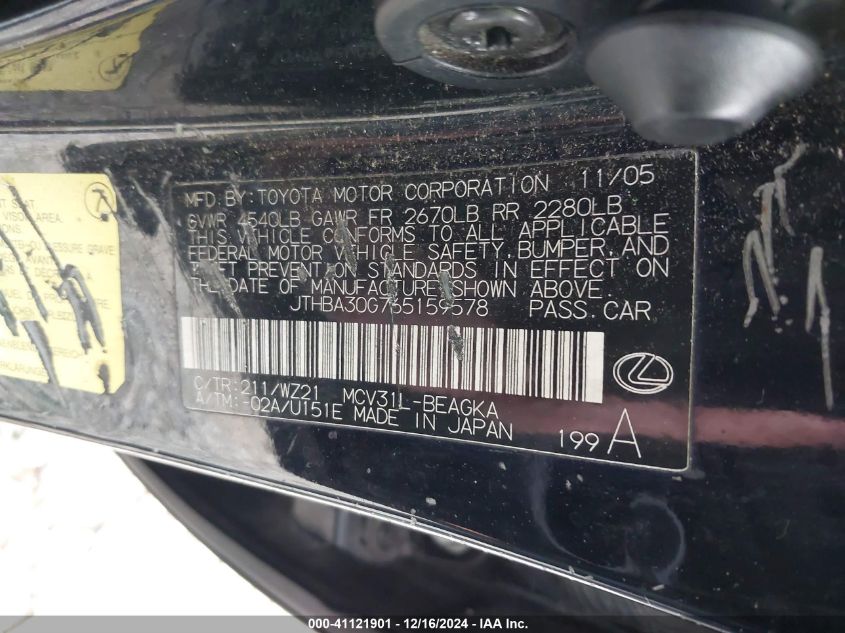 MFD. BY: TOYOTA MOTOR CORPORATION 11/05
GVWR 4540LB GAWR FR 2670LB RR 2280LB
THIS VEHICLE CONFORMS TO ALL APPLICABLE
FEDERAL MOTOR VEHICLE SAFETY, BUMPER, AND
THEFT PREVENTION STANDARDS IN EFFECT ON
THE DATE OF MANUFACTURE SHOWN ABOVE.
JTHBA30G765159578 PASS. CAR
C/TR: 211/WZ21 MCV31L-BEAGKA
A/TM: -02A/U151E MADE IN JAPAN 199 A
SEAT
VISOR AREA.
000-41121901 - 12/16/2024 - IAA Inc.